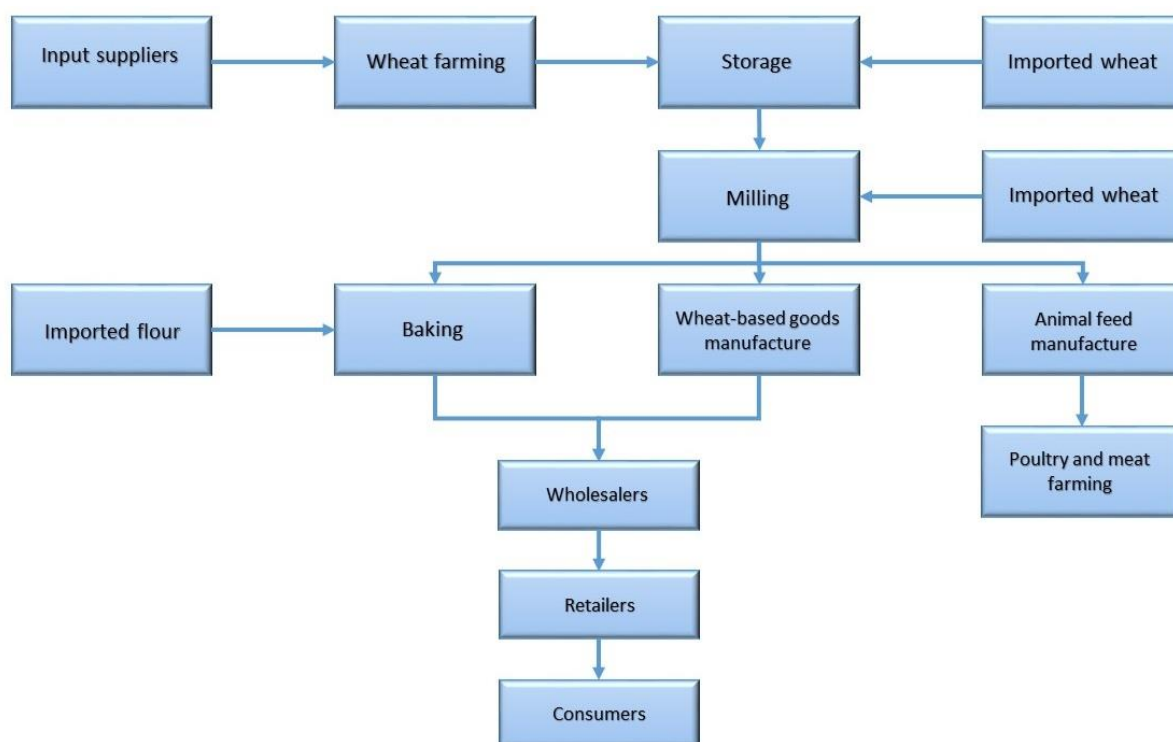 Input suppliers
Wheat farming
Storage
Imported wheat
Milling
Imported wheat
Imported flour
Baking
Wheat-based goods
manufacture
Animal feed
manufacture
Poultry and meat
farming
Wholesalers
Retailers
Consumers